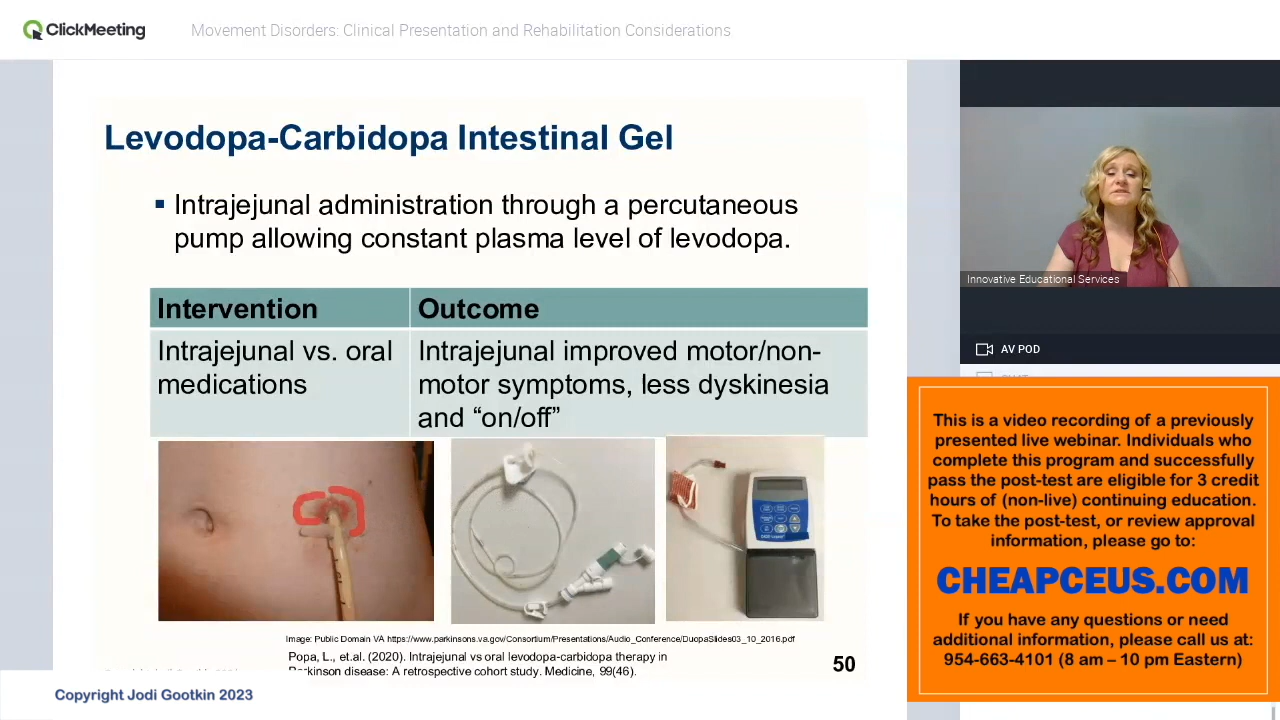 ClickMeeting
Movement Disorders: Clinical Presentation and Rehabilitation Considerations
Levodopa-Carbidopa Intestinal Gel
Intrajejunal administration through a percutaneous
pump allowing constant plasma level of levodopa.
Intervention
Outcome
Intrajejunal vs. oral
medications
Intrajejunal improved motor/non-
motor symptoms, less dyskinesia
and “on/off”
Image: Public Domain VA https://www.parkinsons.va.gov/Consortium/Presentations/Audio_Conference/DuopaSlides03_10_2016.pdf
Popa, L., et.al. (2020). Intrajejunal vs oral levodopa-carbidopa therapy in
Parkinson disease: A retrospective cohort study. Medicine, 99(46).
50
Copyright Jodi Gootkin 2023
Innovative Educational Services
AV POD
This is a video recording of a previously
presented live webinar. Individuals who
complete this program and successfully
pass the post-test are eligible for 3 credit
hours of (non-live) continuing education.
To take the post-test, or review approval
information, please go to:
CHEAPCEUS.COM
If you have any questions or need
additional information, please call us at:
954-663-4101 (8 am – 10 pm Eastern)